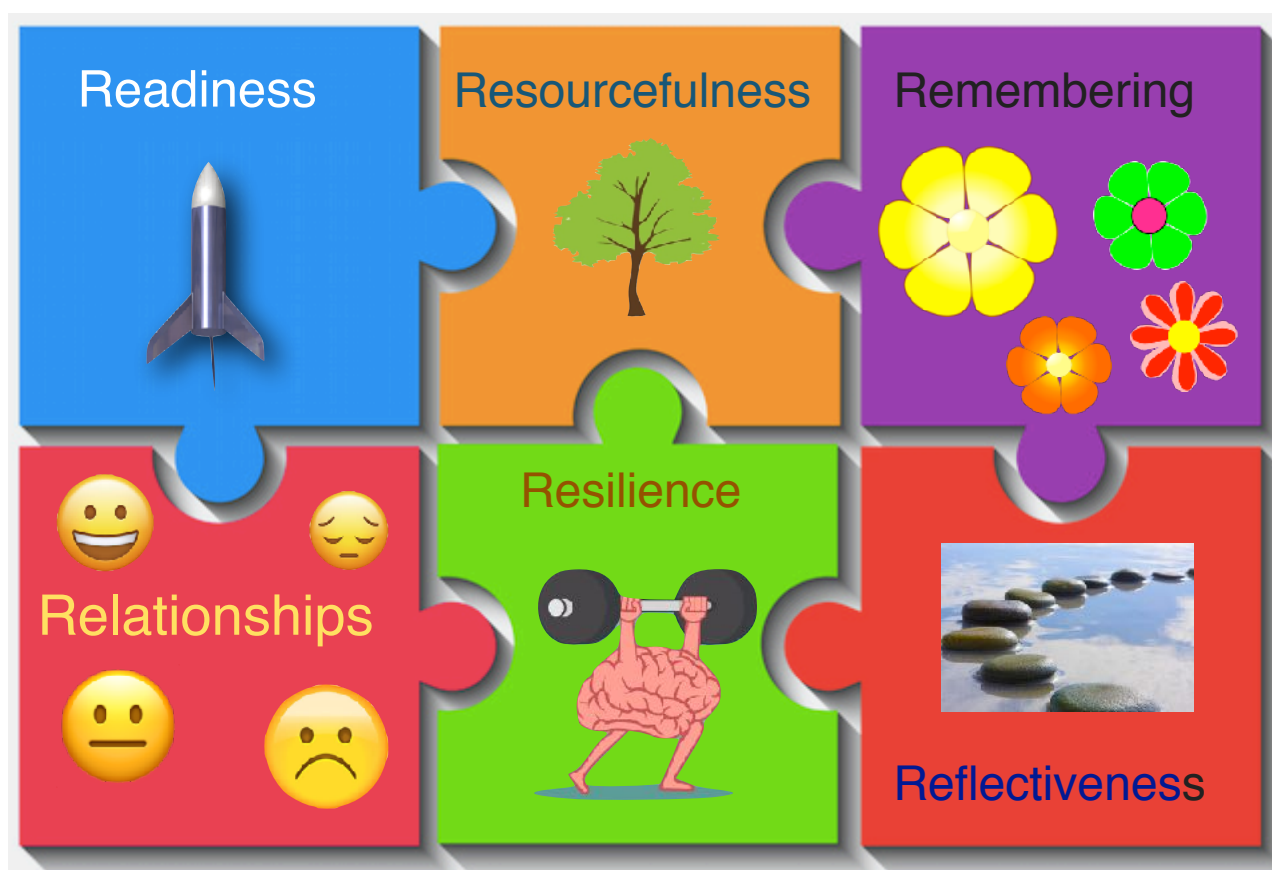 Readiness
Resourcefulness
Remembering
Relationships
Resilience
Reflectiveness